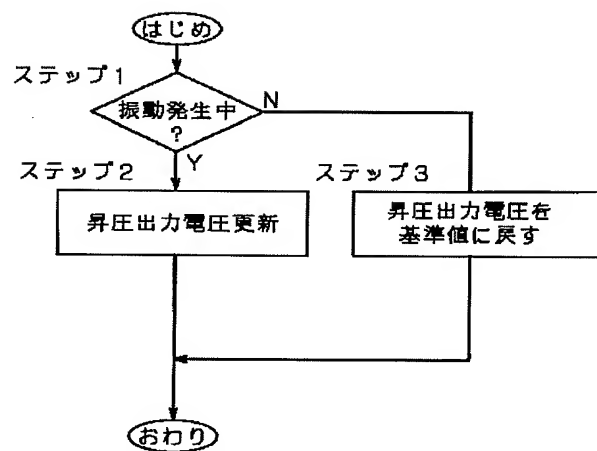 はじめ
ステップ1
振動発生中
?
N
Y
ステップ2
昇圧出力電圧更新
ステップ3
昇圧出力電圧を
基準値に戻す
おわり